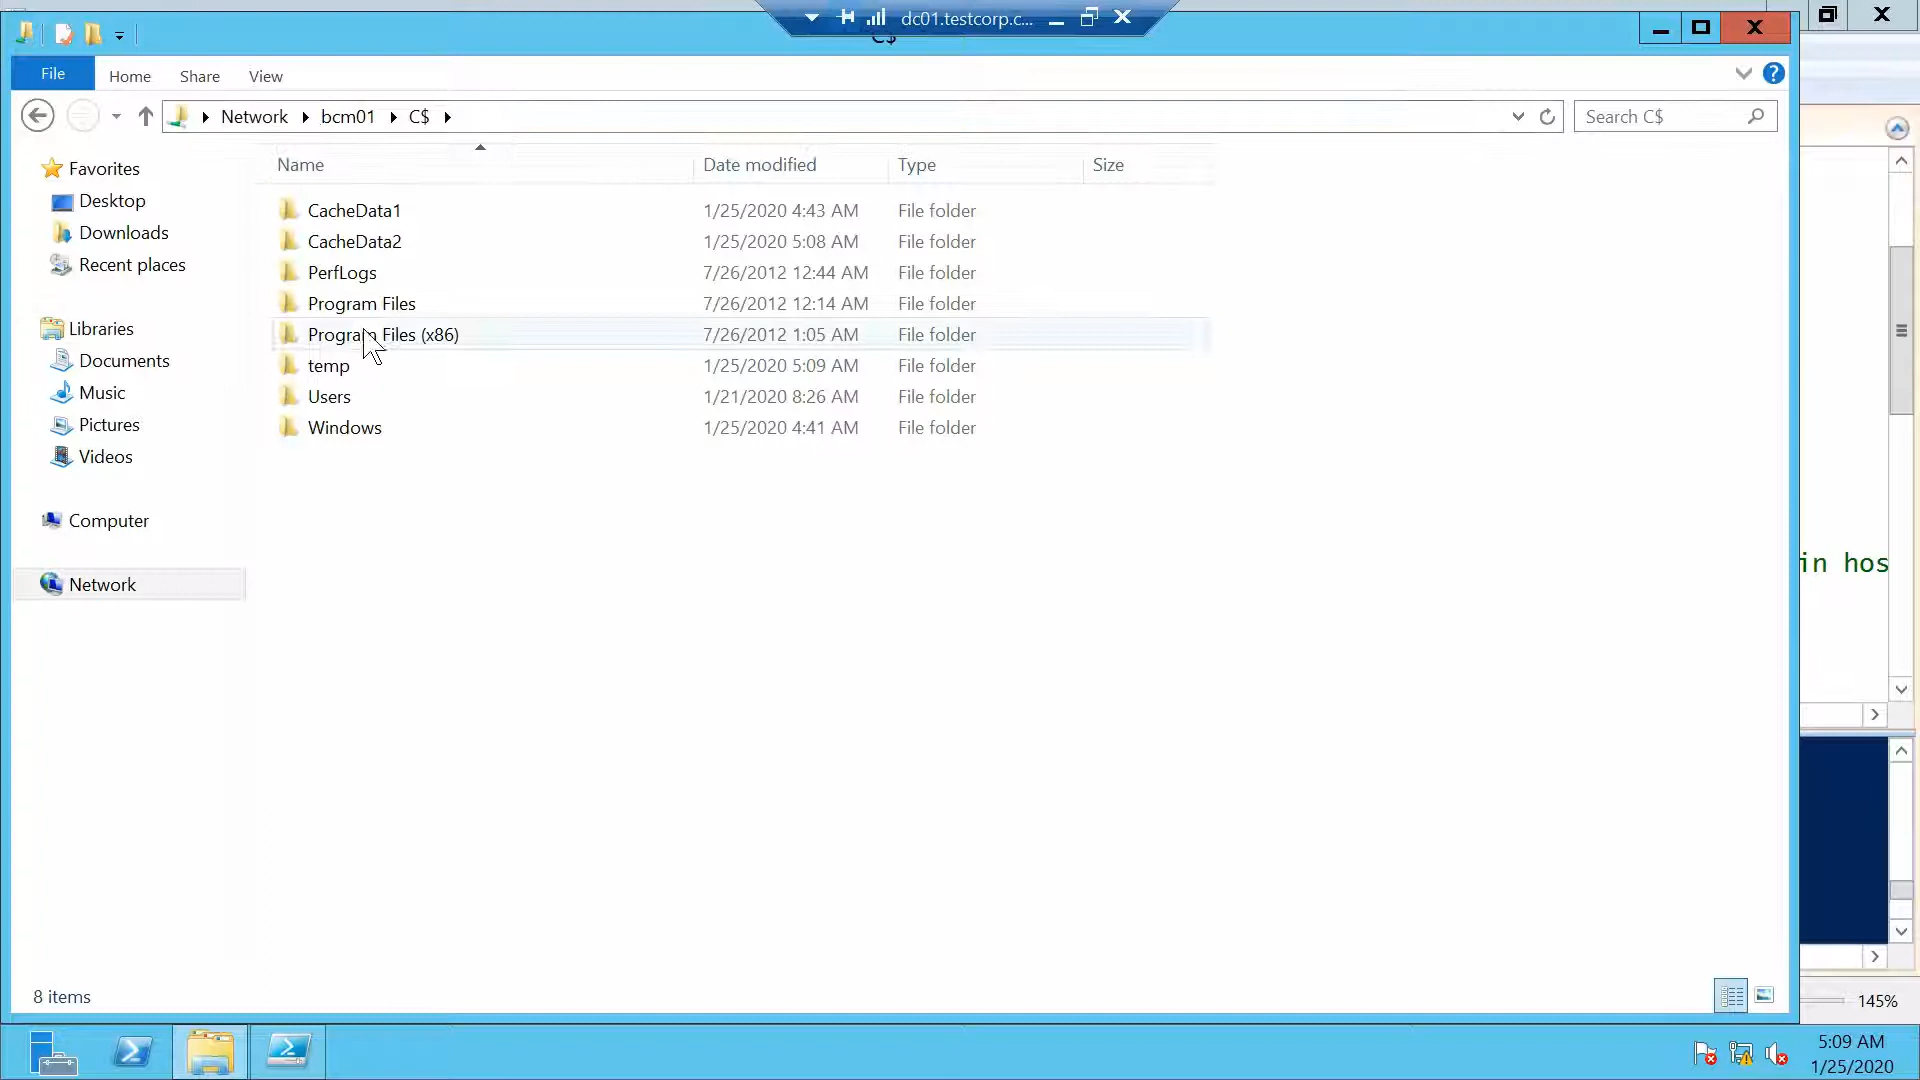 dc01.testcorp.c...
C$
File
Home
Share
View
Network
bcm01
C$
Search C$
Favorites
Desktop
Downloads
Recent places
Libraries
Documents
Music
Pictures
Videos
Computer
Network
Name
Date modified
Type
Size
CacheData1 1/25/2020 4:43 AM File folder
CacheData2 1/25/2020 5:08 AM File folder
PerfLogs 7/26/2012 12:44 AM File folder
Program Files 7/26/2012 12:14 AM File folder
Program Files (x86) 7/26/2012 1:05 AM File folder
temp 1/25/2020 5:09 AM File folder
Users 1/21/2020 8:26 AM File folder
Windows 1/25/2020 4:41 AM File folder
in hos
8 items
145%
5:09 AM
1/25/2020